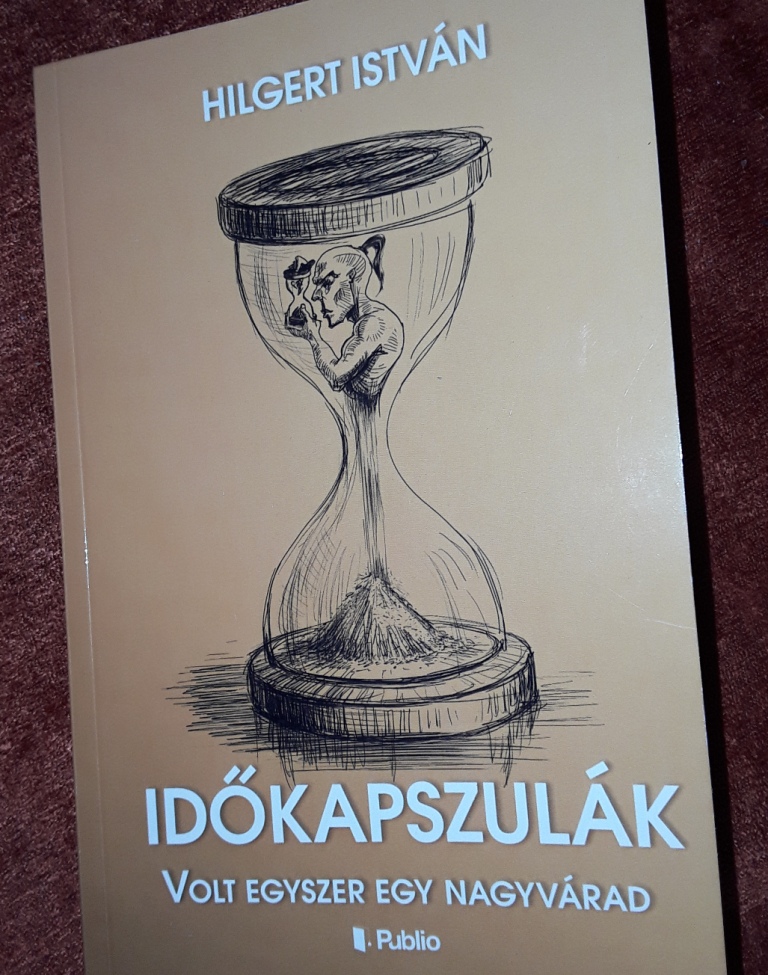 HILGERT ISTVÁN
IDŐKAPSZULÁK
VOLT EGYSZER EGY NAGYVÁRAD
Publio